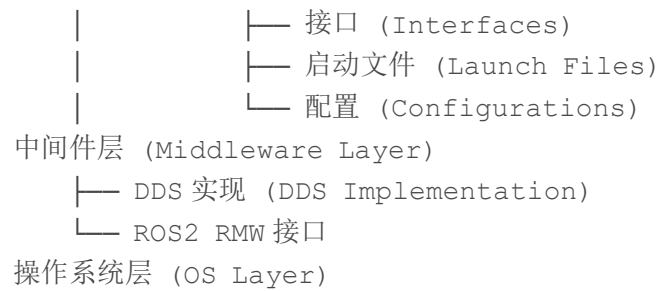 │       ├── 接口 (Interfaces)
│       ├── 启动文件 (Launch Files)
│       └── 配置 (Configurations)
中间件层 (Middleware Layer)
├── DDS 实现 (DDS Implementation)
└── ROS2 RMW 接口
操作系统层 (OS Layer)